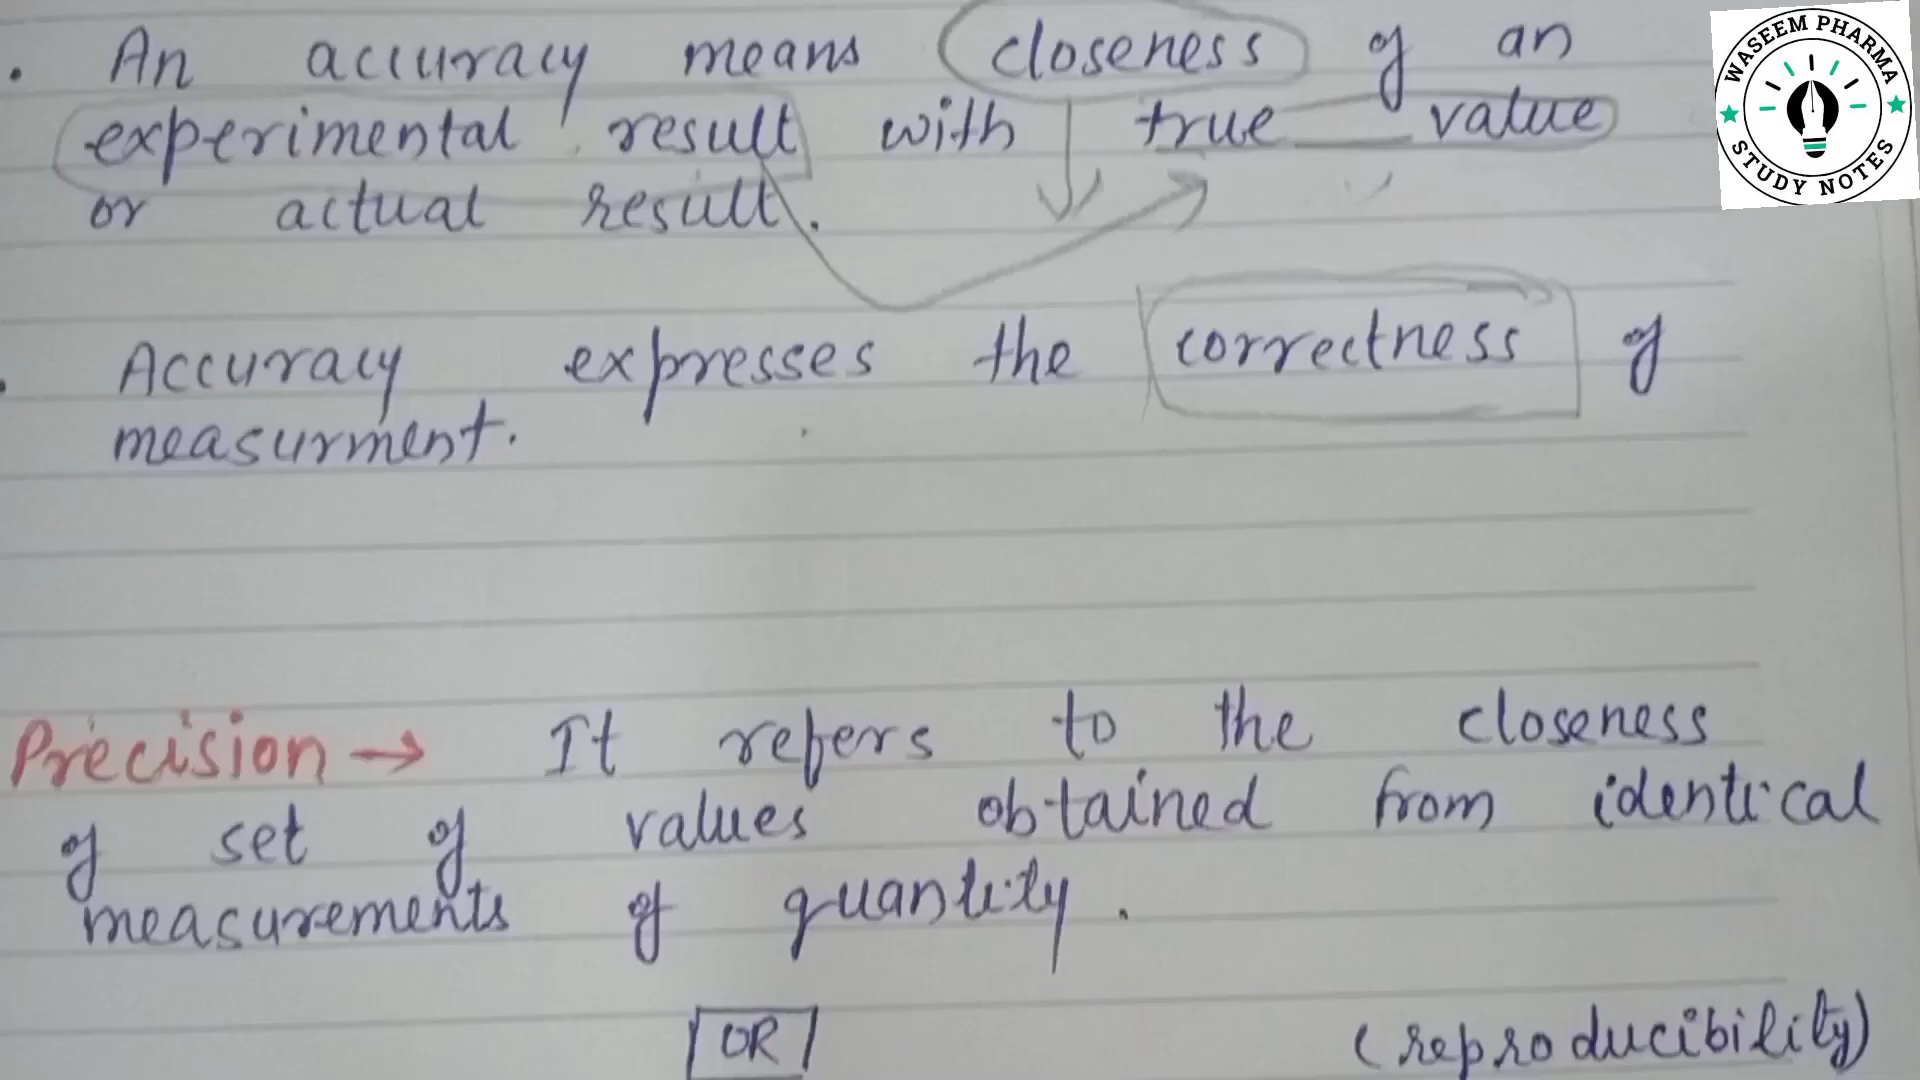 . An accuracy means closeness of an
experimental result with true value
or actual result.
. Accuracy expresses the correctness of
measurment.
Precision → It refers to the closeness
of set of values obtained from identical
measurements of quantity.
OR (reproducibility)
WASEEM PHARMA
STUDY NOTES